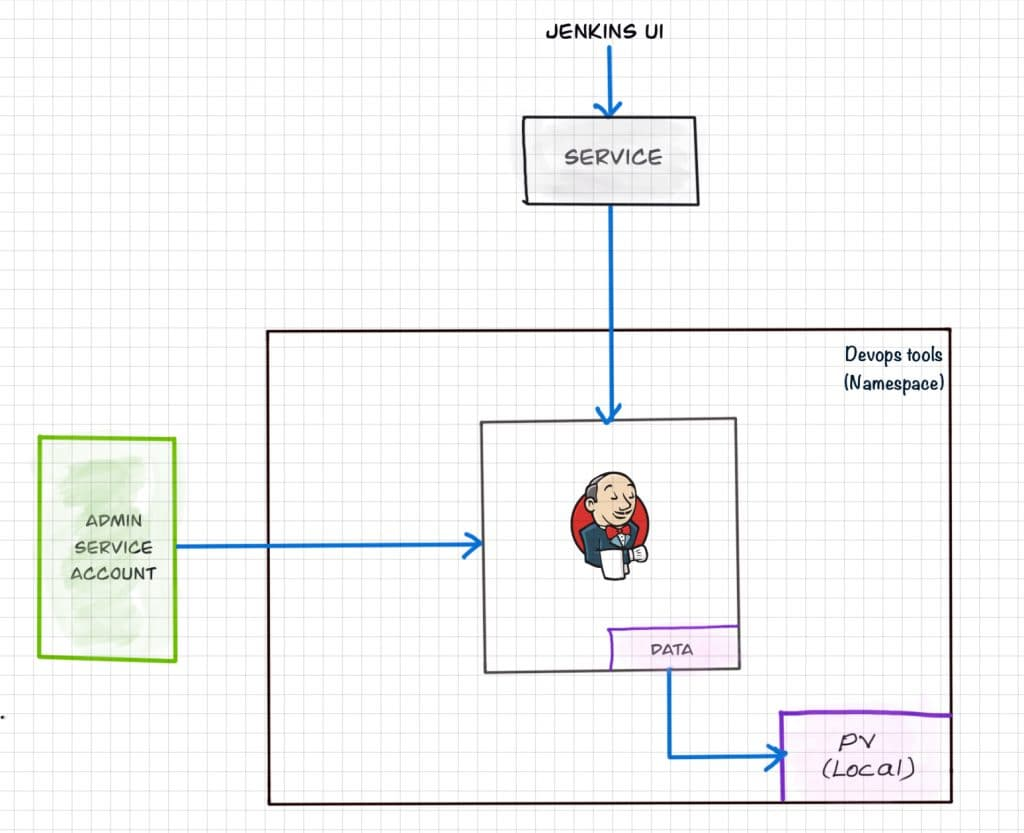 JENKINS UI
SERVICE
Devops tools
(Namespace)
ADMIN
SERVICE
ACCOUNT
DATA
PV
(Local)